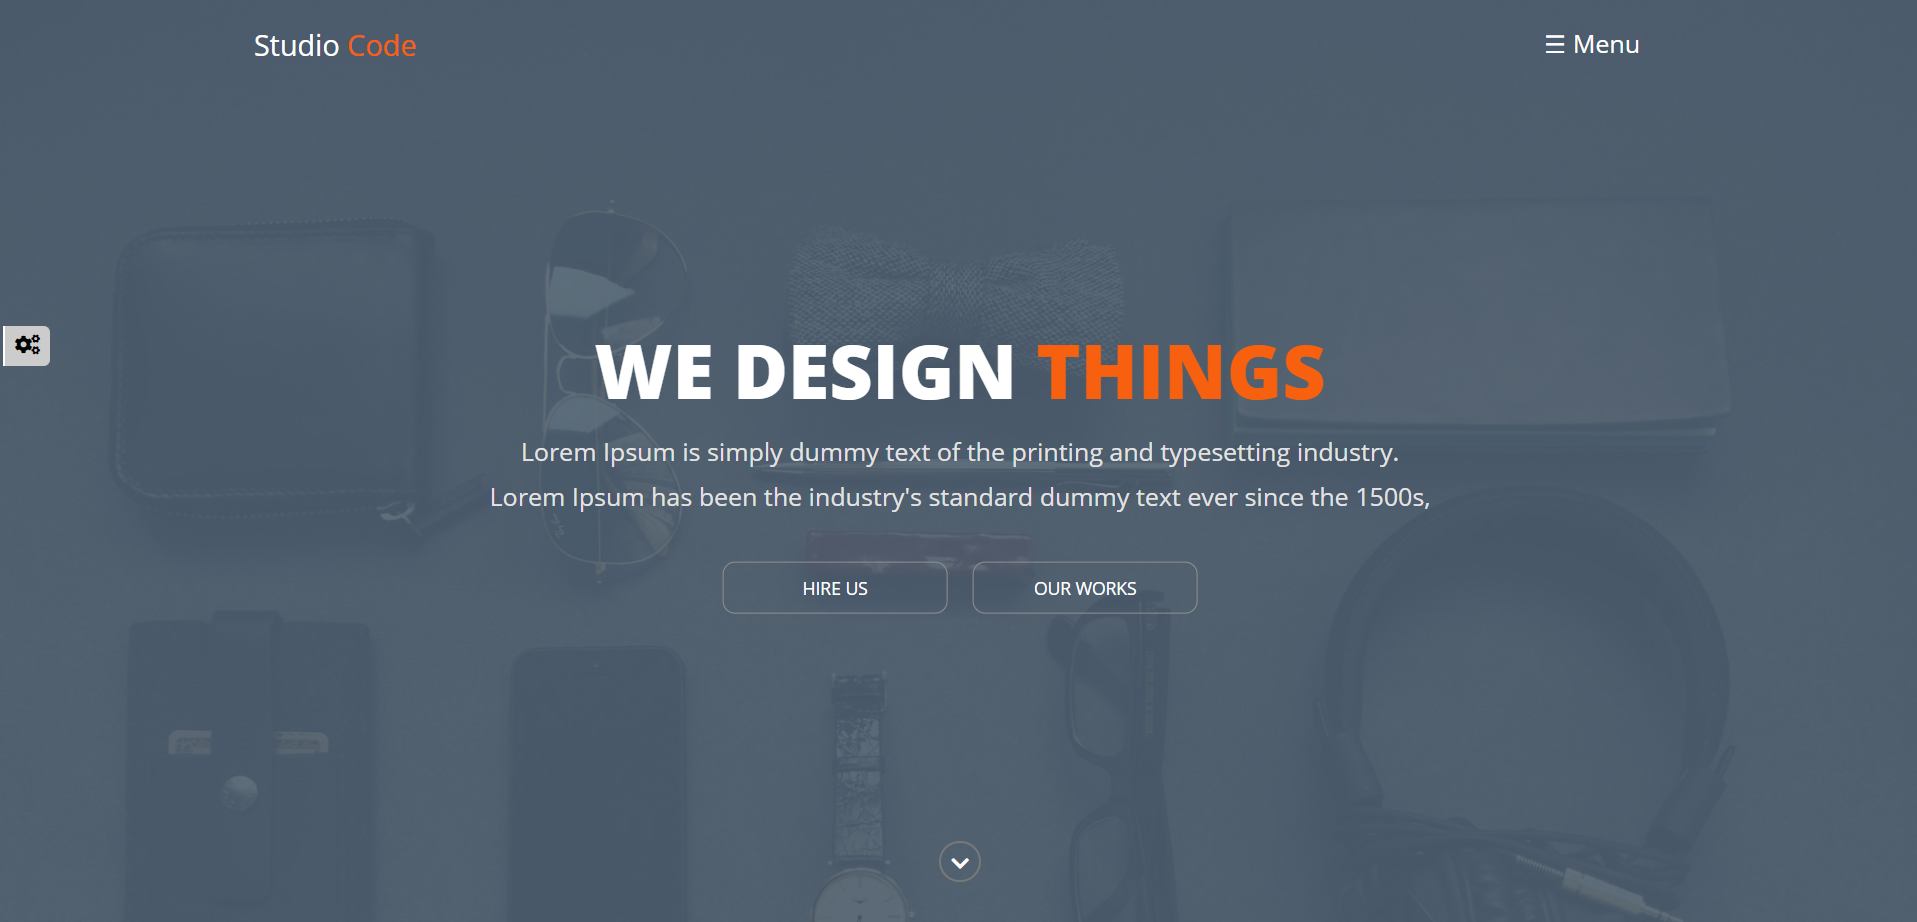 Studio Code
☰ Menu
WE DESIGN THINGS
Lorem Ipsum is simply dummy text of the printing and typesetting industry.
Lorem Ipsum has been the industry's standard dummy text ever since the 1500s,
HIRE US
OUR WORKS